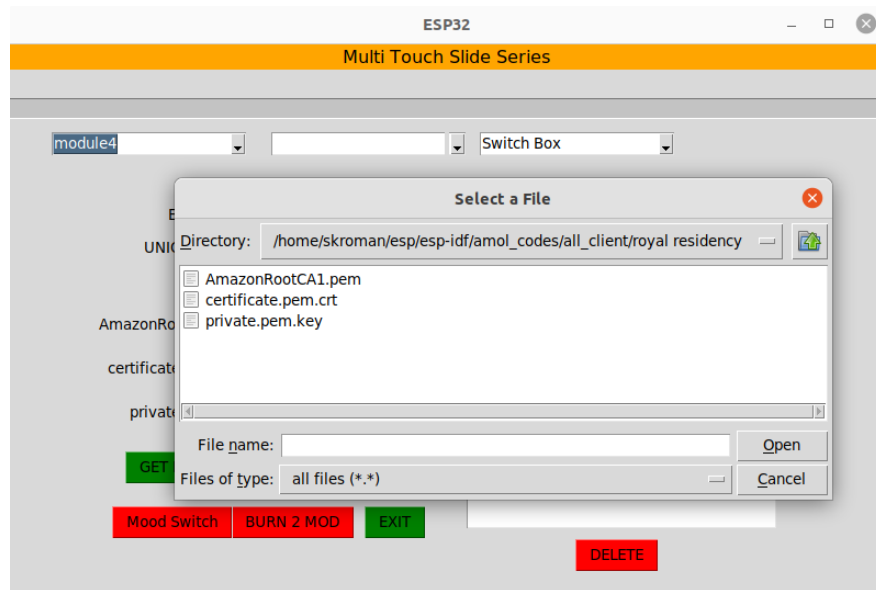 ESP32
Multi Touch Slide Series
module4
Switch Box
Select a File
Directory: /home/skroman/esp/esp-idf/amol_codes/all_client/royal residency
AmazonRootCA1.pem
certificate.pem.crt
private.pem.key
File name:
Open
Files of type: all files (*.*)
Cancel
GET
Mood Switch
BURN 2 MOD
EXIT
DELETE